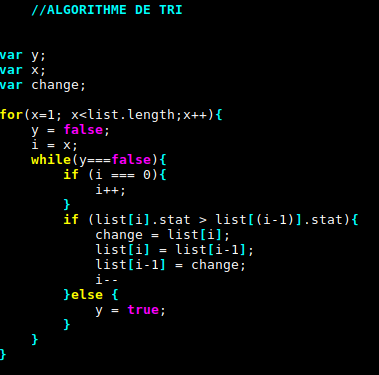 //ALGORITHME DE TRI
var y;
var x;
var change;
for(x=1; x<list.length;x++){
y = false;
i = x;
while(y===false){
if (i === 0){
i++;
}
if (list[i].stat > list[(i-1)].stat){
change = list[i];
list[i] = list[i-1];
list[i-1] = change;
i--
}else {
y = true;
}
}
}